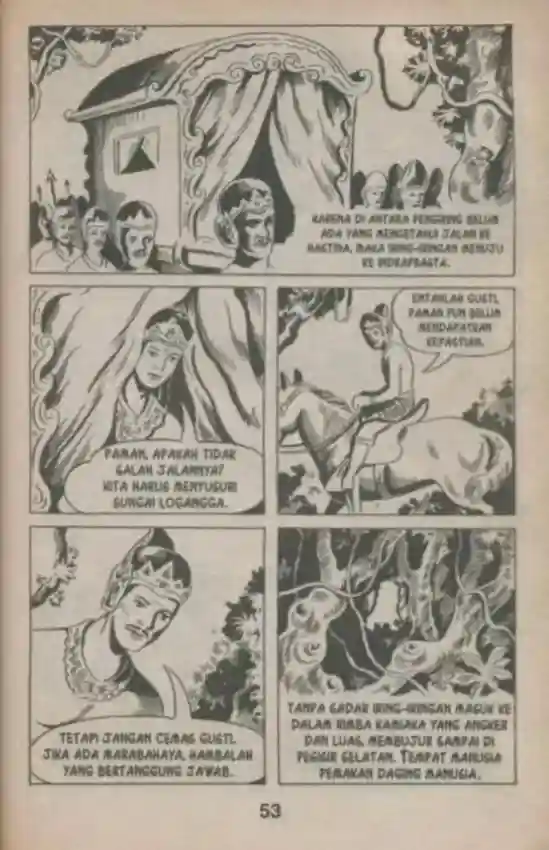 KARENA DI ANTARA PENGIRING BELUM
ADA YANG MENGETAHUI JALAN KE
HASTINA, MAKA IRING-IRINGAN MENUJU
KE INDRAPRASTA.
PAMAN, APAKAH TIDAK
SALAH JALANNYA?
KITA HARUS MENYUSURI
SUNGAI LOGANGGA.
ENTAHLAH GUSTI,
PAMAN PUN BELUM
MENDAPATKAN
KEPASTIAN.
TETAPI JANGAN CEMAS GUSTI.
JIKA ADA MARABAHAYA, HAMBALAH
YANG BERTANGGUNG JAWAB.
TANPA SADAR IRING-IRINGAN MASUK KE
DALAM RIMBA KAMIAKA YANG ANGKER
DAN LUAS, MEMBUJUR SAMPAI DI
PESISIR SELATAN. TEMPAT MANUSIA
PEMAKAN DAGING MANUSIA.
53